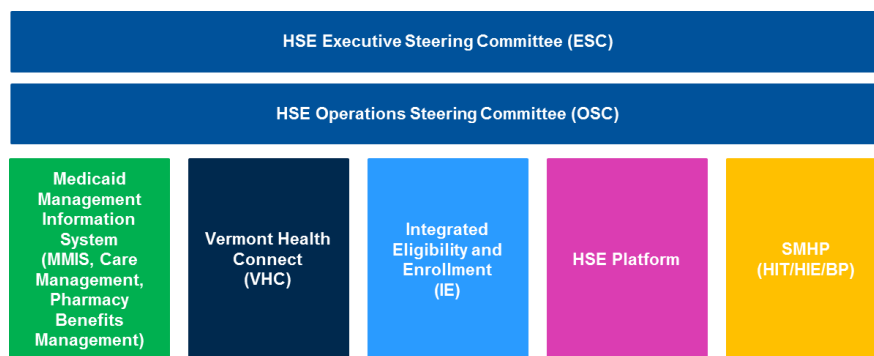 HSE Executive Steering Committee (ESC)
HSE Operations Steering Committee (OSC)
Medicaid
Management
Information
System
(MMIS, Care
Management,
Pharmacy
Benefits
Management)
Vermont Health
Connect
(VHC)
Integrated
Eligibility and
Enrollment
(IE)
HSE Platform
SMHP
(HIT/HIE/BP)